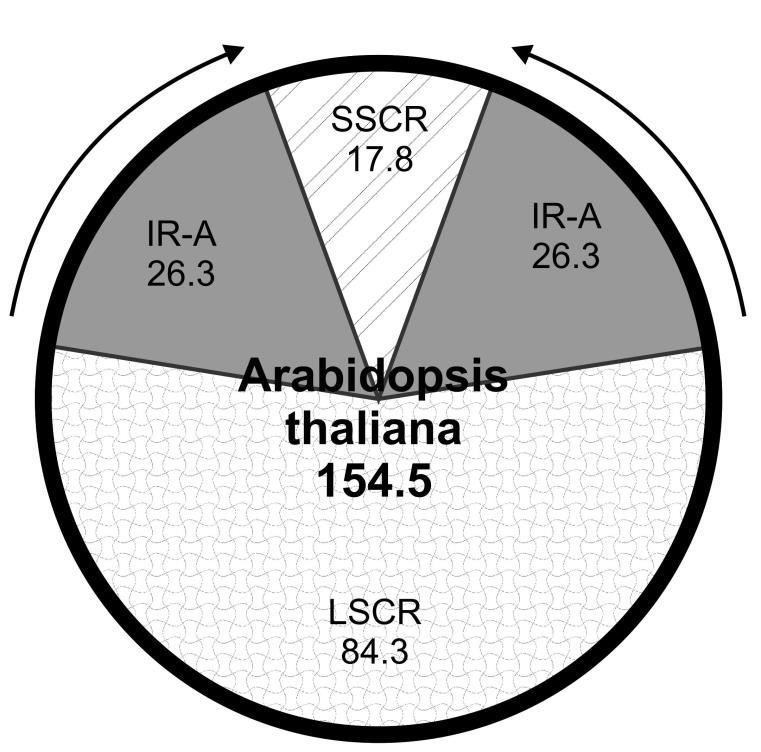 SSCR
17.8
IR-A
26.3
IR-A
26.3
Arabidopsis
thaliana
154.5
LSCR
84.3